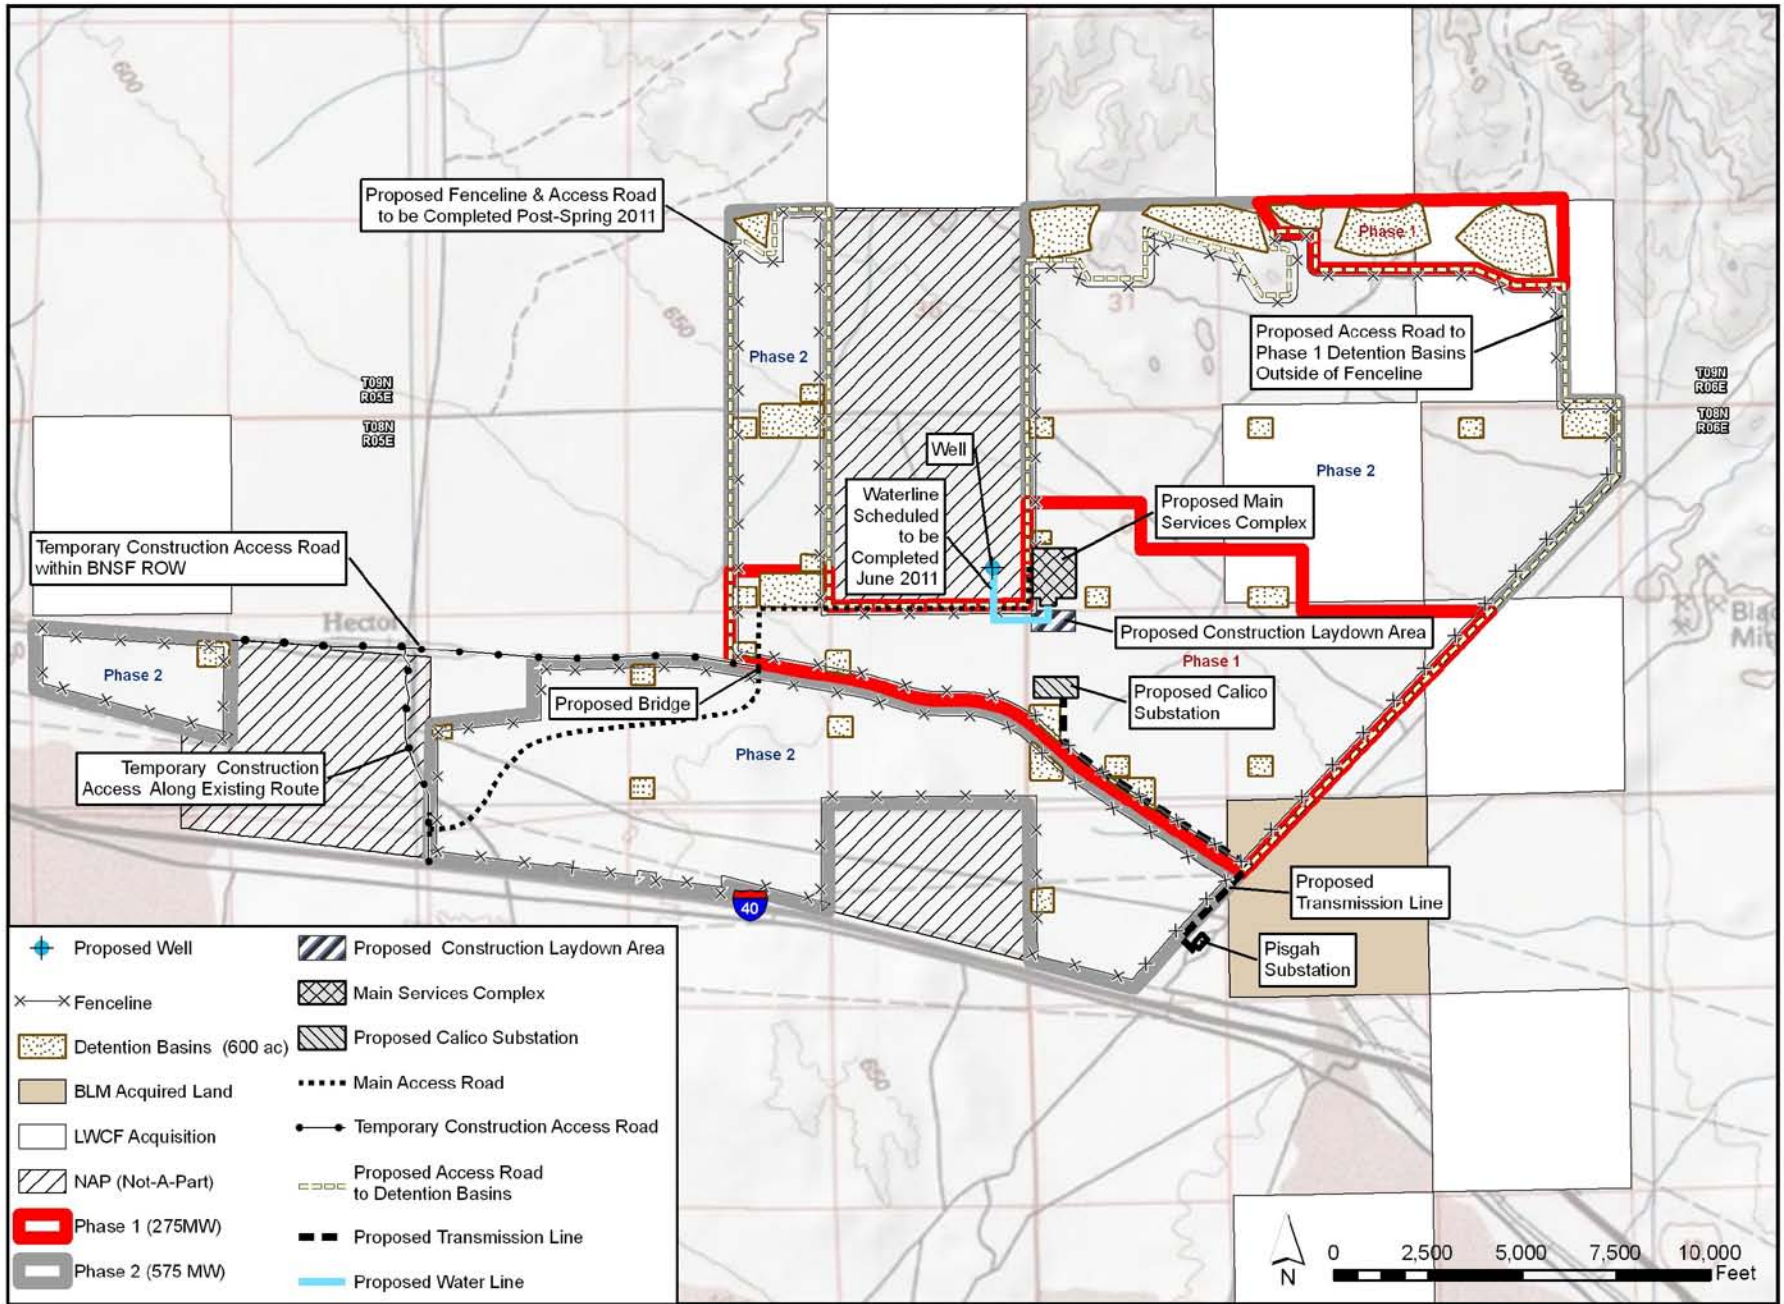 600
1000
Proposed Fenceline & Access Road
to be Completed Post-Spring 2011
Phase 1
31
650
Phase 2
Proposed Access Road to
Phase 1 Detention Basins
Outside of Fenceline
T09N
R05E
T08N
R05E
T09N
R06E
T08N
R06E
Well
Phase 2
Waterline
Scheduled
to be
Completed
June 2011
Proposed Main
Services Complex
Temporary Construction Access Road
within BNSF ROW
Hector
Proposed Construction Laydown Area
Phase 1
Phase 2
Proposed Bridge
Proposed Calico
Substation
Phase 2
Temporary Construction
Access Along Existing Route
Proposed
Transmission Line
40
Pisgah
Substation
650
Proposed Well
Fenceline
Detention Basins (600 ac)
BLM Acquired Land
LWCF Acquisition
NAP (Not-A-Part)
Phase 1 (275MW)
Phase 2 (575 MW)
Proposed Construction Laydown Area
Main Services Complex
Proposed Calico Substation
Main Access Road
Temporary Construction Access Road
Proposed Access Road
to Detention Basins
Proposed Transmission Line
Proposed Water Line
N
0 2,500 5,000 7,500 10,000
Feet